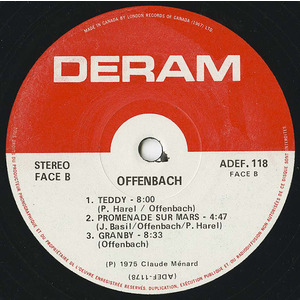 MADE IN CANADA BY LONDON RECORDS OF CANADA (1967) LTD.
DERAM
STEREO
FACE B
ADEF. 118
FACE B
OFFENBACH
1. TEDDY - 8:00
(P. Harel / Offenbach)
2. PROMENADE SUR MARS - 4:47
(J. Basil/Offenbach/P. Harel)
3. GRANBY - 8:33
(Offenbach)
(P) 1975 Claude Ménard
(ADEF-117B)